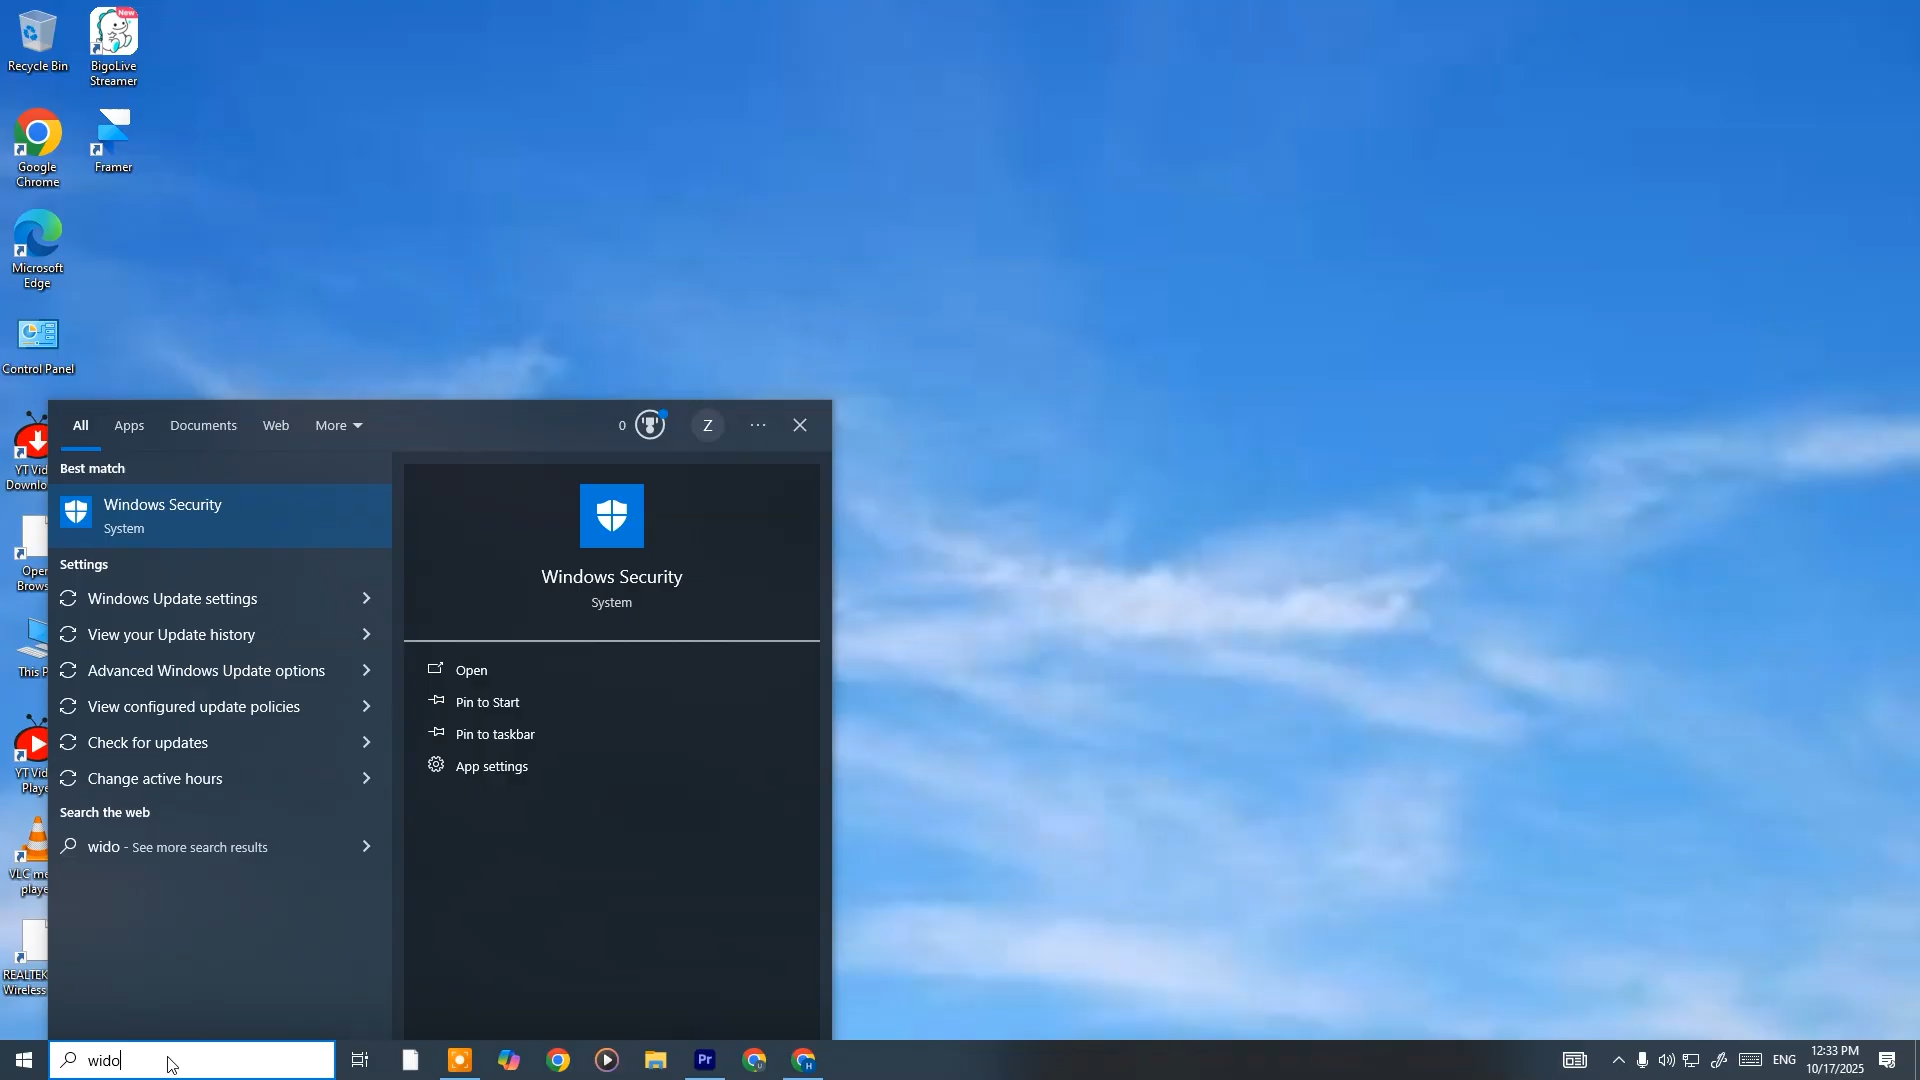 Recycle Bin
New
BigoLive
Streamer
Google
Chrome
Framer
Microsoft
Edge
Control Panel
YT Vid
Downlo
Open
Brows
This P
YT Vid
Playe
VLC me
playe
REALTEK
Wireless
All
Apps
Documents
Web
More
0
Z
Best match
Windows Security
System
Settings
Windows Update settings
View your Update history
Advanced Windows Update options
View configured update policies
Check for updates
Change active hours
Search the web
wido - See more search results
Windows Security
System
Open
Pin to Start
Pin to taskbar
App settings
wido
Pr
U
H
ENG
12:33 PM
10/17/2025